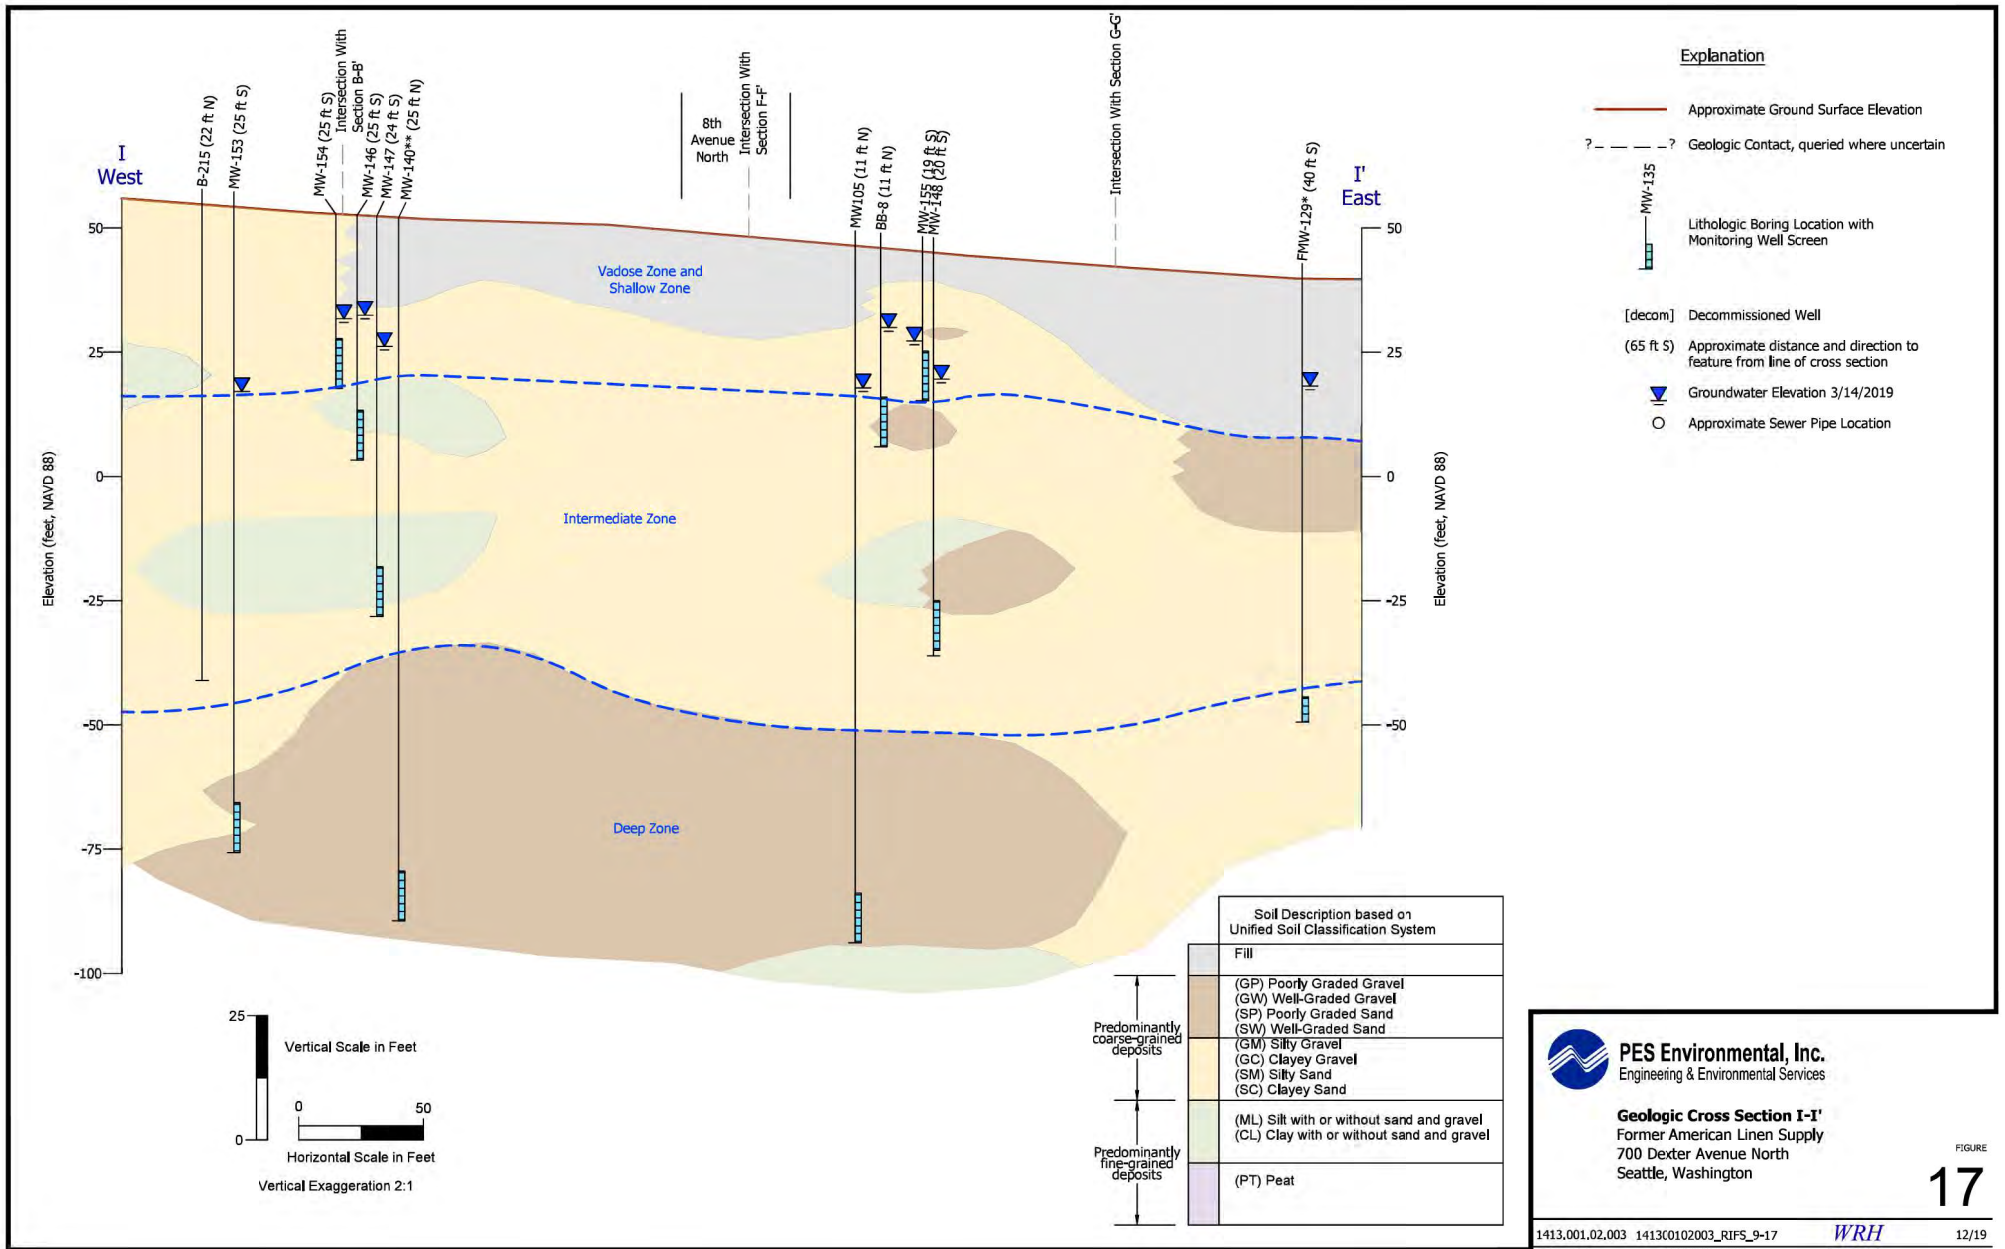 I
West
B-215 (22 ft N)
MW-153 (25 ft S)
MW-154 (25 ft S)
Intersection With
Section B-B'
MW-146 (25 ft S)
MW-147 (24 ft S)
MW-140** (25 ft N)
8th
Avenue
North
Intersection With
Section F-F'
MW105 (11 ft N)
BB-8 (11 ft N)
MW-155 (19 ft S)
MW-148 (20 ft S)
Intersection With Section G-G'
FMW-129* (40 ft S)
I'
East
Elevation (feet, NAVD 88)
50
25
0
-25
-50
-75
-100
50
25
0
-25
-50
Elevation (feet, NAVD 88)
Vadose Zone and
Shallow Zone
Intermediate Zone
Deep Zone
Explanation
Approximate Ground Surface Elevation
? ? Geologic Contact, queried where uncertain
MW-135
Lithologic Boring Location with
Monitoring Well Screen
[decom] Decommissioned Well
(65 ft S) Approximate distance and direction to
feature from line of cross section
Groundwater Elevation 3/14/2019
Approximate Sewer Pipe Location
25
0
Vertical Scale in Feet
0 50
Horizontal Scale in Feet
Vertical Exaggeration 2:1
Soil Description based on
Unified Soil Classification System
Fill
(GP) Poorly Graded Gravel
(GW) Well-Graded Gravel
(SP) Poorly Graded Sand
(SW) Well-Graded Sand
(GM) Silty Gravel
(GC) Clayey Gravel
(SM) Silty Sand
(SC) Clayey Sand
(ML) Silt with or without sand and gravel
(CL) Clay with or without sand and gravel
(PT) Peat
Predominantly
coarse-grained
deposits
Predominantly
fine-grained
deposits
PES Environmental, Inc.
Engineering & Environmental Services
Geologic Cross Section I-I'
Former American Linen Supply
700 Dexter Avenue North
Seattle, Washington
FIGURE
17
1413.001.02.003 141300102003_RIFS_9-17 WRH 12/19